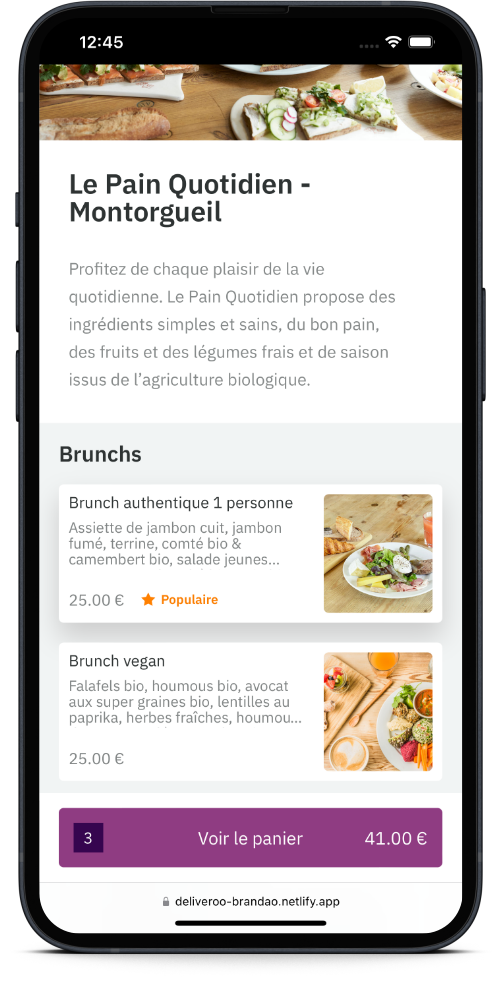 12:45
Le Pain Quotidien -
Montorgueil
Profitez de chaque plaisir de la vie
quotidienne. Le Pain Quotidien propose des
ingrédients simples et sains, du bon pain,
des fruits et des légumes frais et de saison
issus de l’agriculture biologique.
Brunchs
Brunch authentique 1 personne
Assiette de jambon cuit, jambon
fumé, terrine, comté bio &
camembert bio, salade jeunes...
25.00 € Populaire
Brunch vegan
Falafels bio, houmous bio, avocat
aux super graines bio, lentilles au
paprika, herbes fraîches, houmou...
25.00 €
3 Voir le panier 41.00 €
deliveroo-brandao.netlify.app